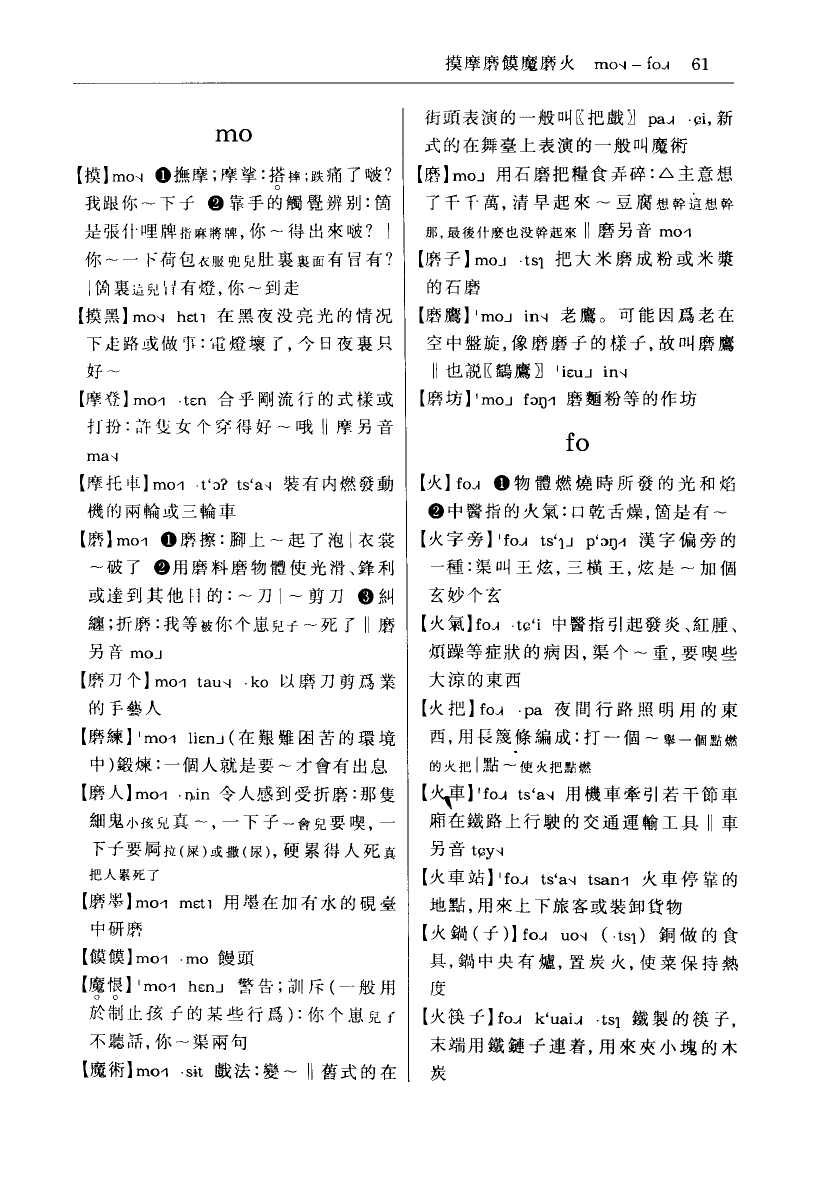 摸摩磨饃魔磨火 mo˧˩ – fo˨˩˧ 61
mo
【摸】mo ❶撫摩;摩挲:搭摔;跌痛了啵?
我跟你～下子 ❷靠手的觸覺辨别:箇
是張什哩牌指麻將牌,你～得出來啵?｜
你～一下荷包衣服兜兒肚裏裏面有冒有?
｜箇裏這兒冒有燈,你～到走
【摸黑】mo hɛt 在黑夜没亮光的情况
下走路或做事:電燈壞了,今日夜裏只
好～
【摩登】mo ·tɛn 合乎剛流行的式樣或
打扮:許隻女个穿得好～哦‖摩另音
ma
【摩托車】mo ·t‘ɔʔ ts‘a 裝有内燃發動
機的兩輪或三輪車
【磨】mo ❶磨擦:腳上～起了泡｜衣裳
～破了 ❷用磨料磨物體使光滑、鋒利
或達到其他目的:～刀｜～剪刀 ❸糾
纏;折磨:我等被你个崽兒子～死了‖磨
另音 mo˩
【磨刀个】mo tau ·ko 以磨刀剪爲業
的手藝人
【磨練】ˈmo liɛn˩(在艱難困苦的環境
中)鍛煉:一個人就是要～才會有出息
【磨人】mo ·ȵin 令人感到受折磨:那隻
細鬼小孩兒真～,一下子一會兒要喫,一
下子要屙拉(屎)或撒(尿),硬累得人死真
把人累死了
【磨墨】mo mɛt 用墨在加有水的硯臺
中研磨
【饃饃】mo ·mo 饅頭
【魔恨】ˈmo hɛn˩ 警告;訓斥(一般用
於制止孩子的某些行爲):你个崽兒子
不聽話,你～渠兩句
【魔術】mo ·sɨt 戲法:變～‖舊式的在
街頭表演的一般叫〖把戲〗pa ·ɕi,新
式的在舞臺上表演的一般叫魔術
【磨】mo˩ 用石磨把糧食弄碎:△主意想
了千千萬,清早起來～豆腐想幹這想幹
那,最後什麽也没幹起來‖磨另音 mo
【磨子】mo˩ ·tsɿ 把大米磨成粉或米漿
的石磨
【磨鷹】ˈmo˩ in 老鷹。可能因爲老在
空中盤旋,像磨磨子的樣子,故叫磨鷹
‖也説〖鷂鷹〗ˈiɛu˩ in
【磨坊】ˈmo˩ fɔŋ 磨麵粉等的作坊
fo
【火】fo ❶物體燃燒時所發的光和焰
❷中醫指的火氣:口乾舌燥,箇是有～
【火字旁】ˈfo ts‘ɿ˩ p‘ɔŋ 漢字偏旁的
一種:渠叫王炫,三橫王,炫是～加個
玄妙个玄
【火氣】fo ·tɕ‘i 中醫指引起發炎、紅腫、
煩躁等症狀的病因,渠个～重,要喫些
大涼的東西
【火把】fo ·pa 夜間行路照明用的東
西,用長篾條編成:打一個～舉一個點燃
的火把｜點～使火把點燃
【火車】ˈfo ts‘a 用機車牽引若干節車
廂在鐵路上行駛的交通運輸工具‖車
另音 tɕy
【火車站】ˈfo ts‘a tsan 火車停靠的
地點,用來上下旅客或裝卸貨物
【火鍋(子)】fo uo (·tsɿ) 銅做的食
具,鍋中央有爐,置炭火,使菜保持熱
度
【火筷子】fo k‘uai ·tsɿ 鐵製的筷子,
末端用鐵鏈子連着,用來夾小塊的木
炭